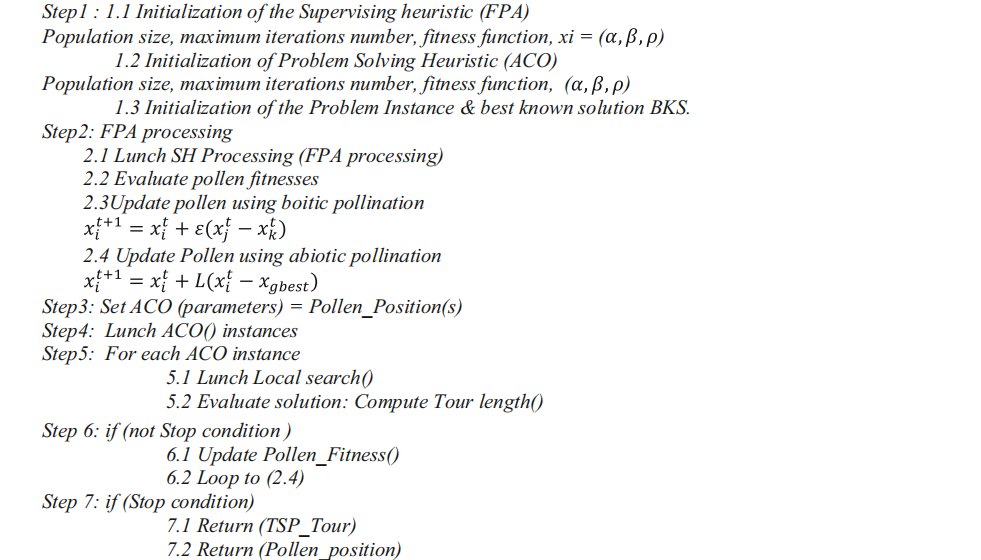 Step1 : 1.1 Initialization of the Supervising heuristic (FPA)
Population size, maximum iterations number, fitness function, xi = (α, β, ρ)
1.2 Initialization of Problem Solving Heuristic (ACO)
Population size, maximum iterations number, fitness function,  (α, β, ρ)
1.3 Initialization of the Problem Instance & best known solution BKS.
Step2: FPA processing
2.1 Lunch SH Processing (FPA processing)
2.2 Evaluate pollen fitnesses
2.3Update pollen using boitic pollination
x_i^{t+1} = x_i^t + ε(x_j^t − x_k^t)
2.4 Update Pollen using abiotic pollination
x_i^{t+1} = x_i^t + L(x_i^t − x_{gbest})
Step3: Set ACO (parameters) = Pollen_Position(s)
Step4:  Lunch ACO() instances
Step5:  For each ACO instance
5.1 Lunch Local search()
5.2 Evaluate solution: Compute Tour length()
Step 6: if (not Stop condition )
6.1 Update Pollen_Fitness()
6.2 Loop to (2.4)
Step 7: if (Stop condition)
7.1 Return (TSP_Tour)
7.2 Return (Pollen_position)